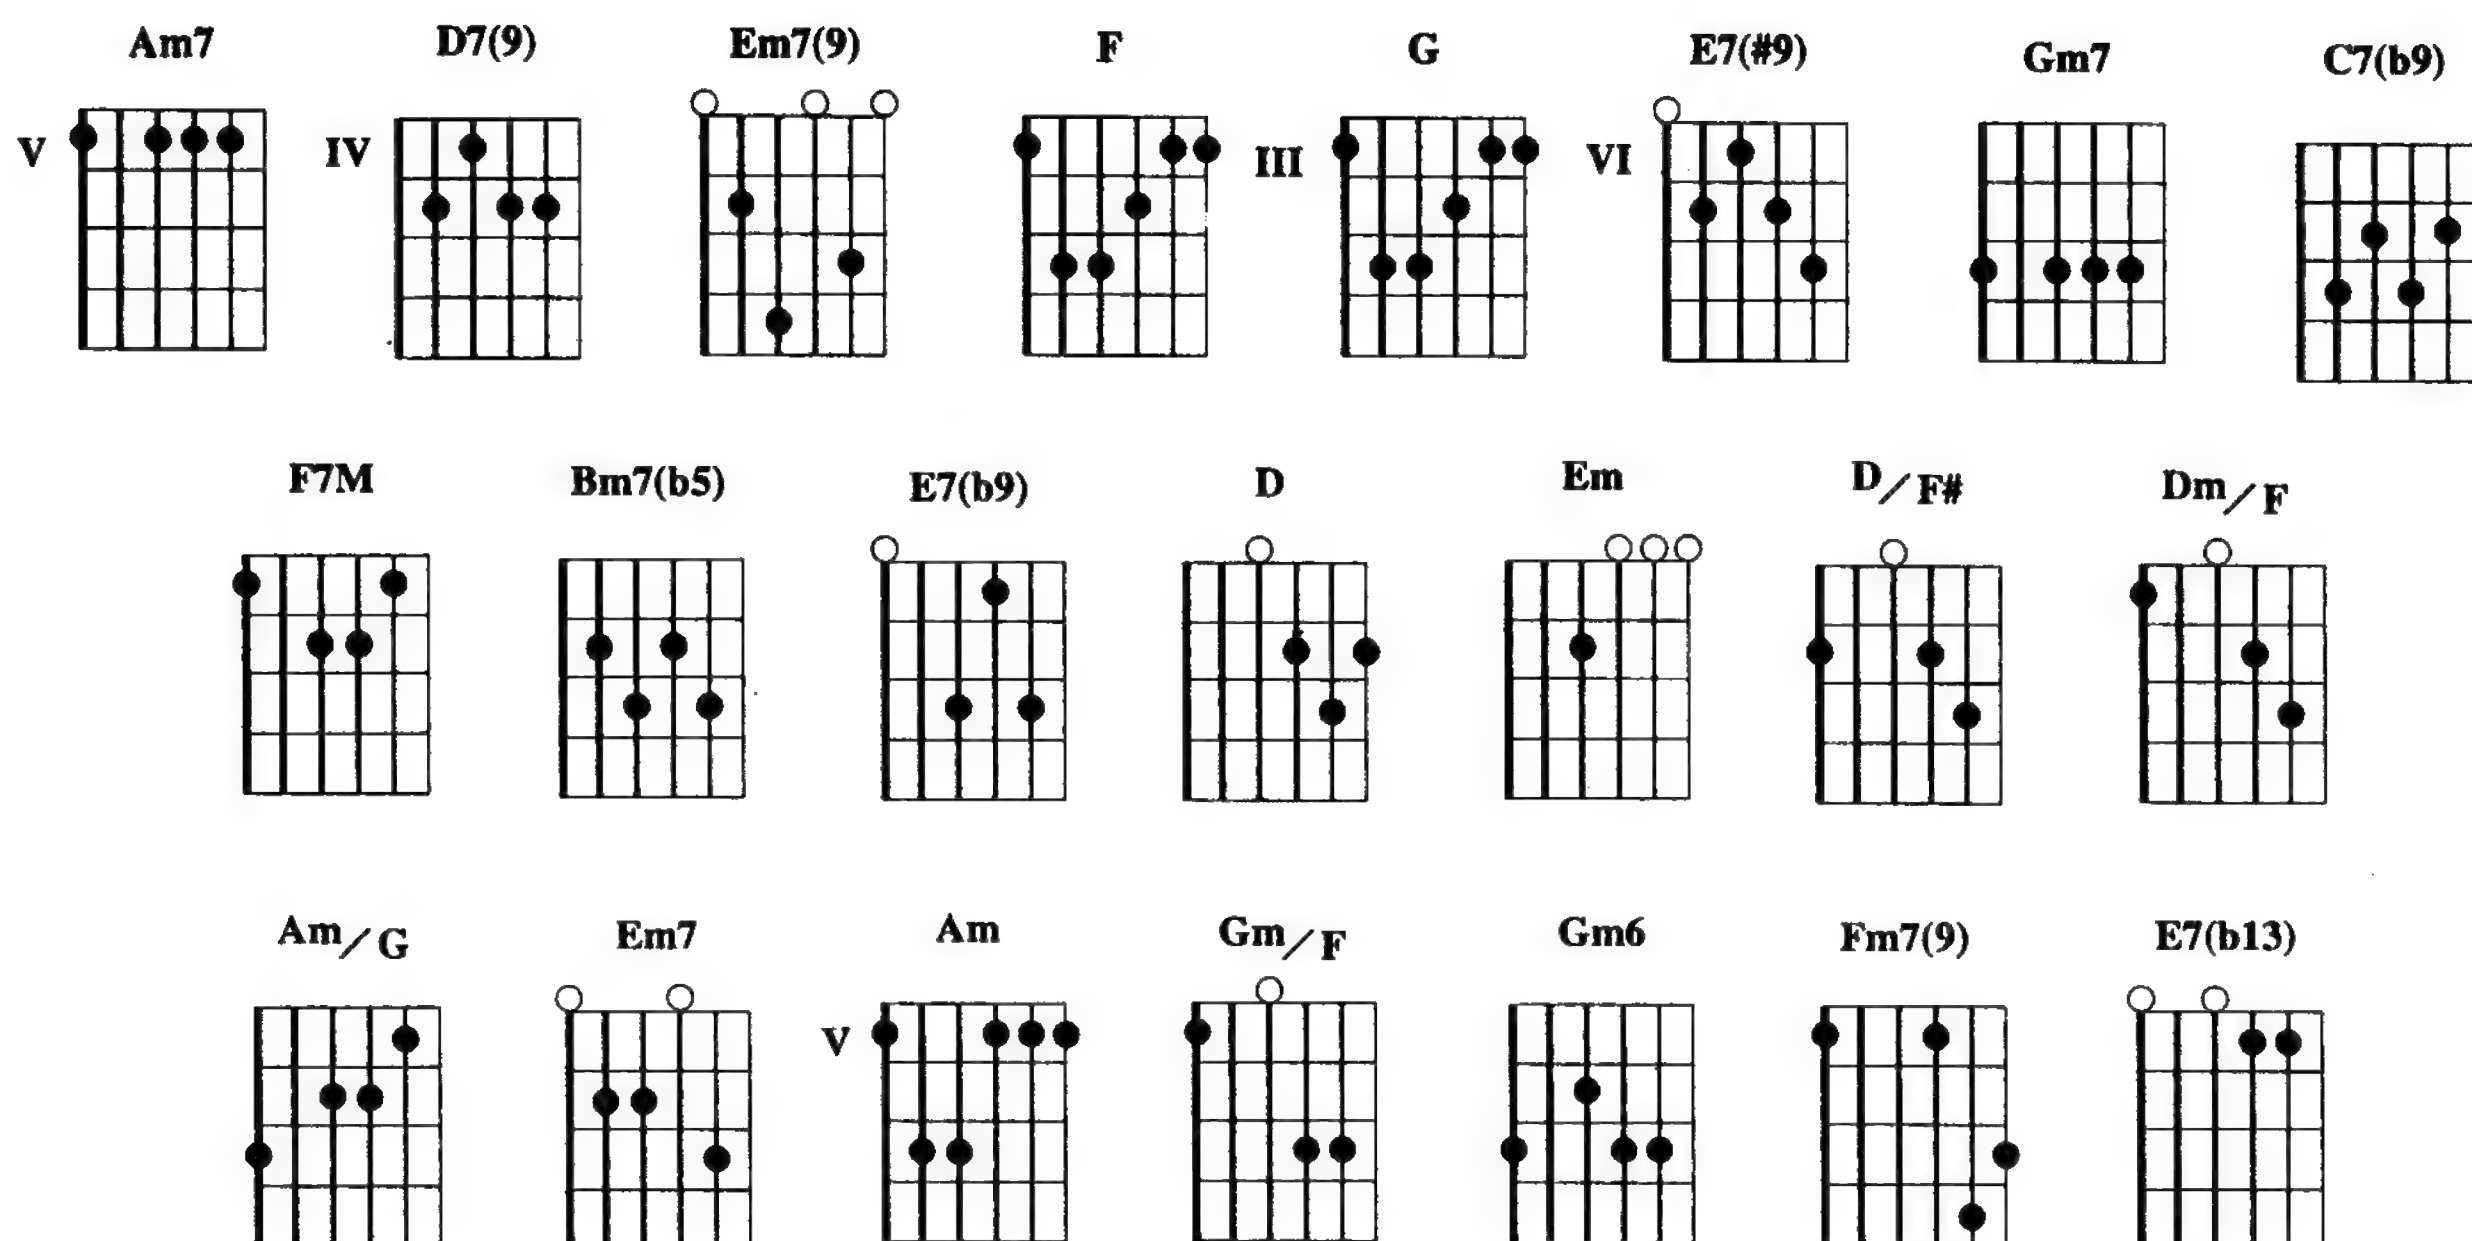 Am7 D7(9) Em7(9) F G E7(#9) Gm7 C7(b9)
V IV III VI
F7M Bm7(b5) E7(b9) D Em D/F# Dm/F
Am/G Em7 Am Gm/F Gm6 Fm7(9) E7(b13)
V